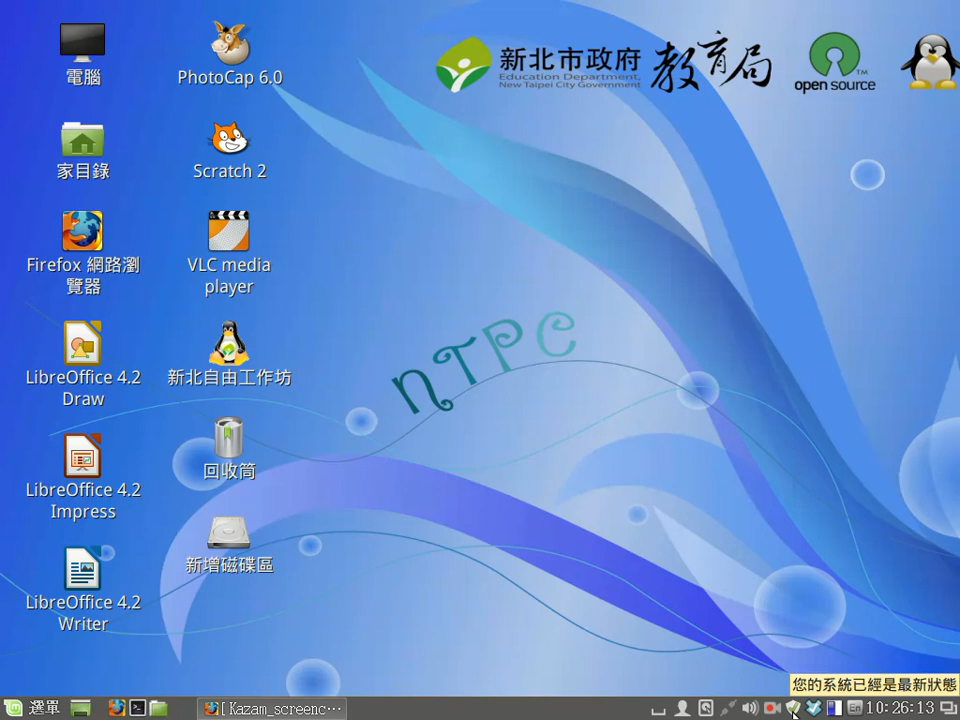 電腦
PhotoCap 6.0
新北市政府
Education Department,
New Taipei City Government
教育局
open source
TM
家目錄
Scratch 2
Firefox 網路瀏
覽器
VLC media
player
NTPC
LibreOffice 4.2
Draw
新北自由工作坊
LibreOffice 4.2
Impress
回收筒
新增磁碟區
LibreOffice 4.2
Writer
您的系統已經是最新狀態
選單
[Kazam_screenc…
En
10:26:13